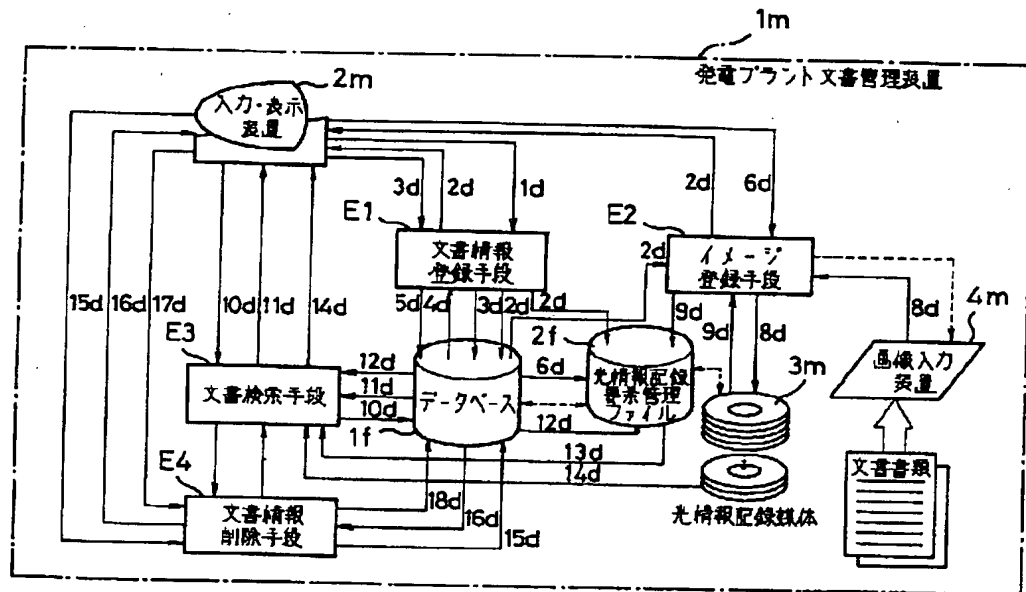 1m
発電プラント文書管理装置
2m
入力・表示
装置
3d
2d
1d
2d
6d
E1
文書情報
登録手段
E2
イメージ
登録手段
2d
15d
16d
17d
10d
11d
14d
5d
4d
3d
2d
2d
9d
9d
8d
8d
4m
画像入力
装置
E3
文書検索手段
12d
11d
10d
1f
データベース
6d
12d
2f
光情報記録
要求管理
ファイル
3m
13d
14d
光情報記録媒体
文書書類
E4
文書情報
削除手段
18d
16d
15d